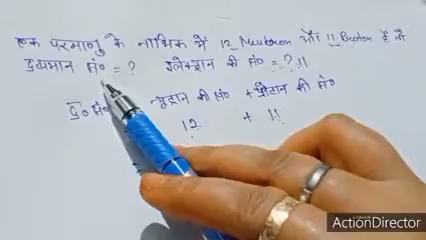 एक परमाणु के नाभिक में 12 Neutron और 11 Proton हैं तो
द्रव्यमान सं० = ? इलेक्ट्रान की सं० = ? 11
द्र० सं० न्यूट्रान की सं० + प्रोटान की सं०
12 + 11
ActionDirector